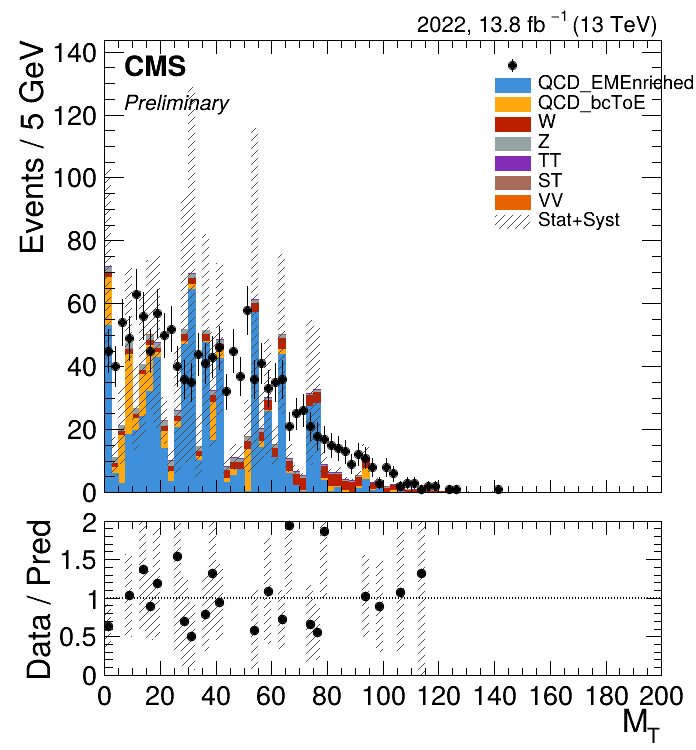 2022, 13.8 fb⁻¹ (13 TeV)
CMS
Preliminary
QCD_EMEnriched
QCD_bcToE
W
Z
TT
ST
VV
Stat+Syst
Events / 5 GeV
140
120
100
80
60
40
20
0
Data / Pred
2
1.5
1
0.5
0
0 20 40 60 80 100 120 140 160 180 200
M_T